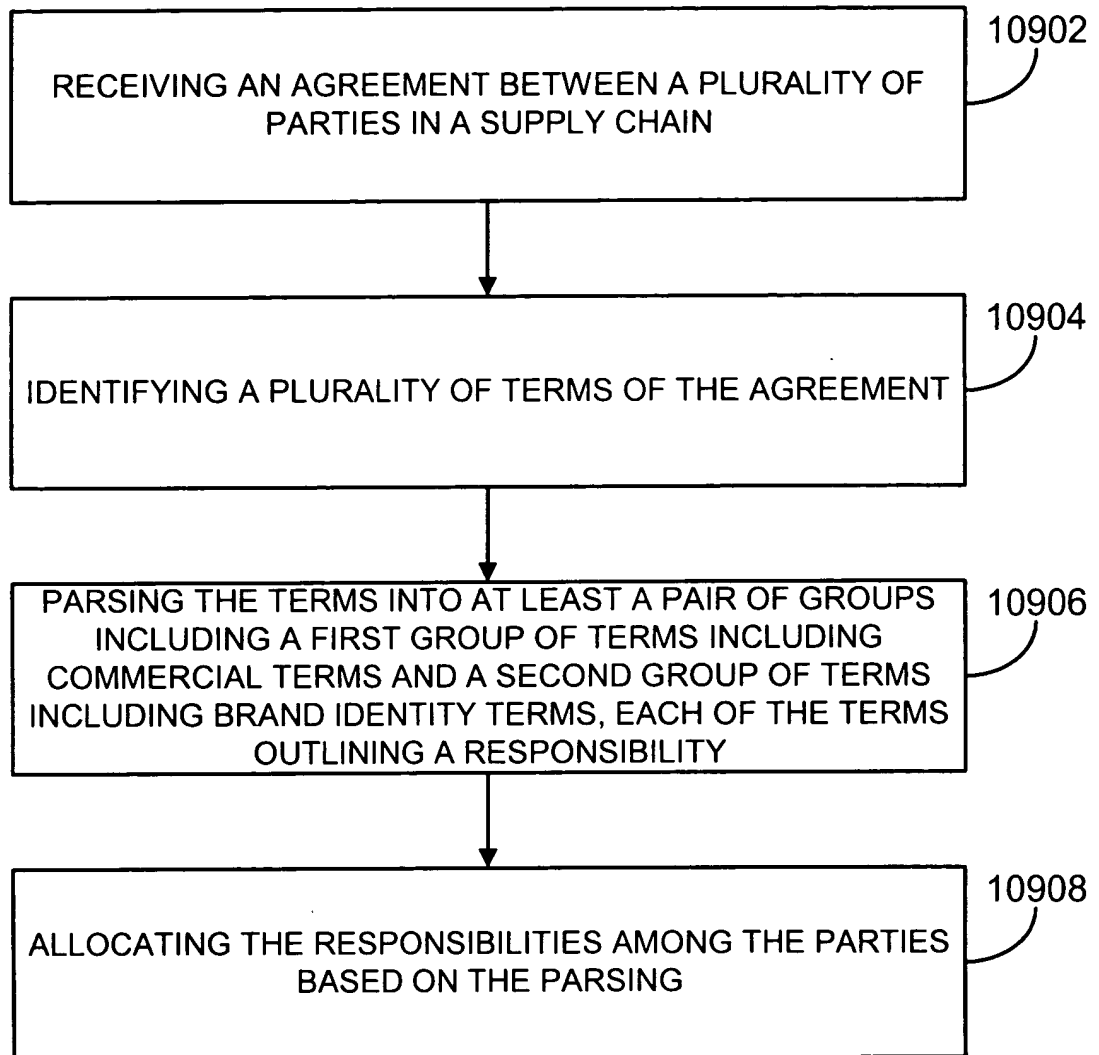 10902
RECEIVING AN AGREEMENT BETWEEN A PLURALITY OF
PARTIES IN A SUPPLY CHAIN
10904
IDENTIFYING A PLURALITY OF TERMS OF THE AGREEMENT
10906
PARSING THE TERMS INTO AT LEAST A PAIR OF GROUPS
INCLUDING A FIRST GROUP OF TERMS INCLUDING
COMMERCIAL TERMS AND A SECOND GROUP OF TERMS
INCLUDING BRAND IDENTITY TERMS, EACH OF THE TERMS
OUTLINING A RESPONSIBILITY
10908
ALLOCATING THE RESPONSIBILITIES AMONG THE PARTIES
BASED ON THE PARSING